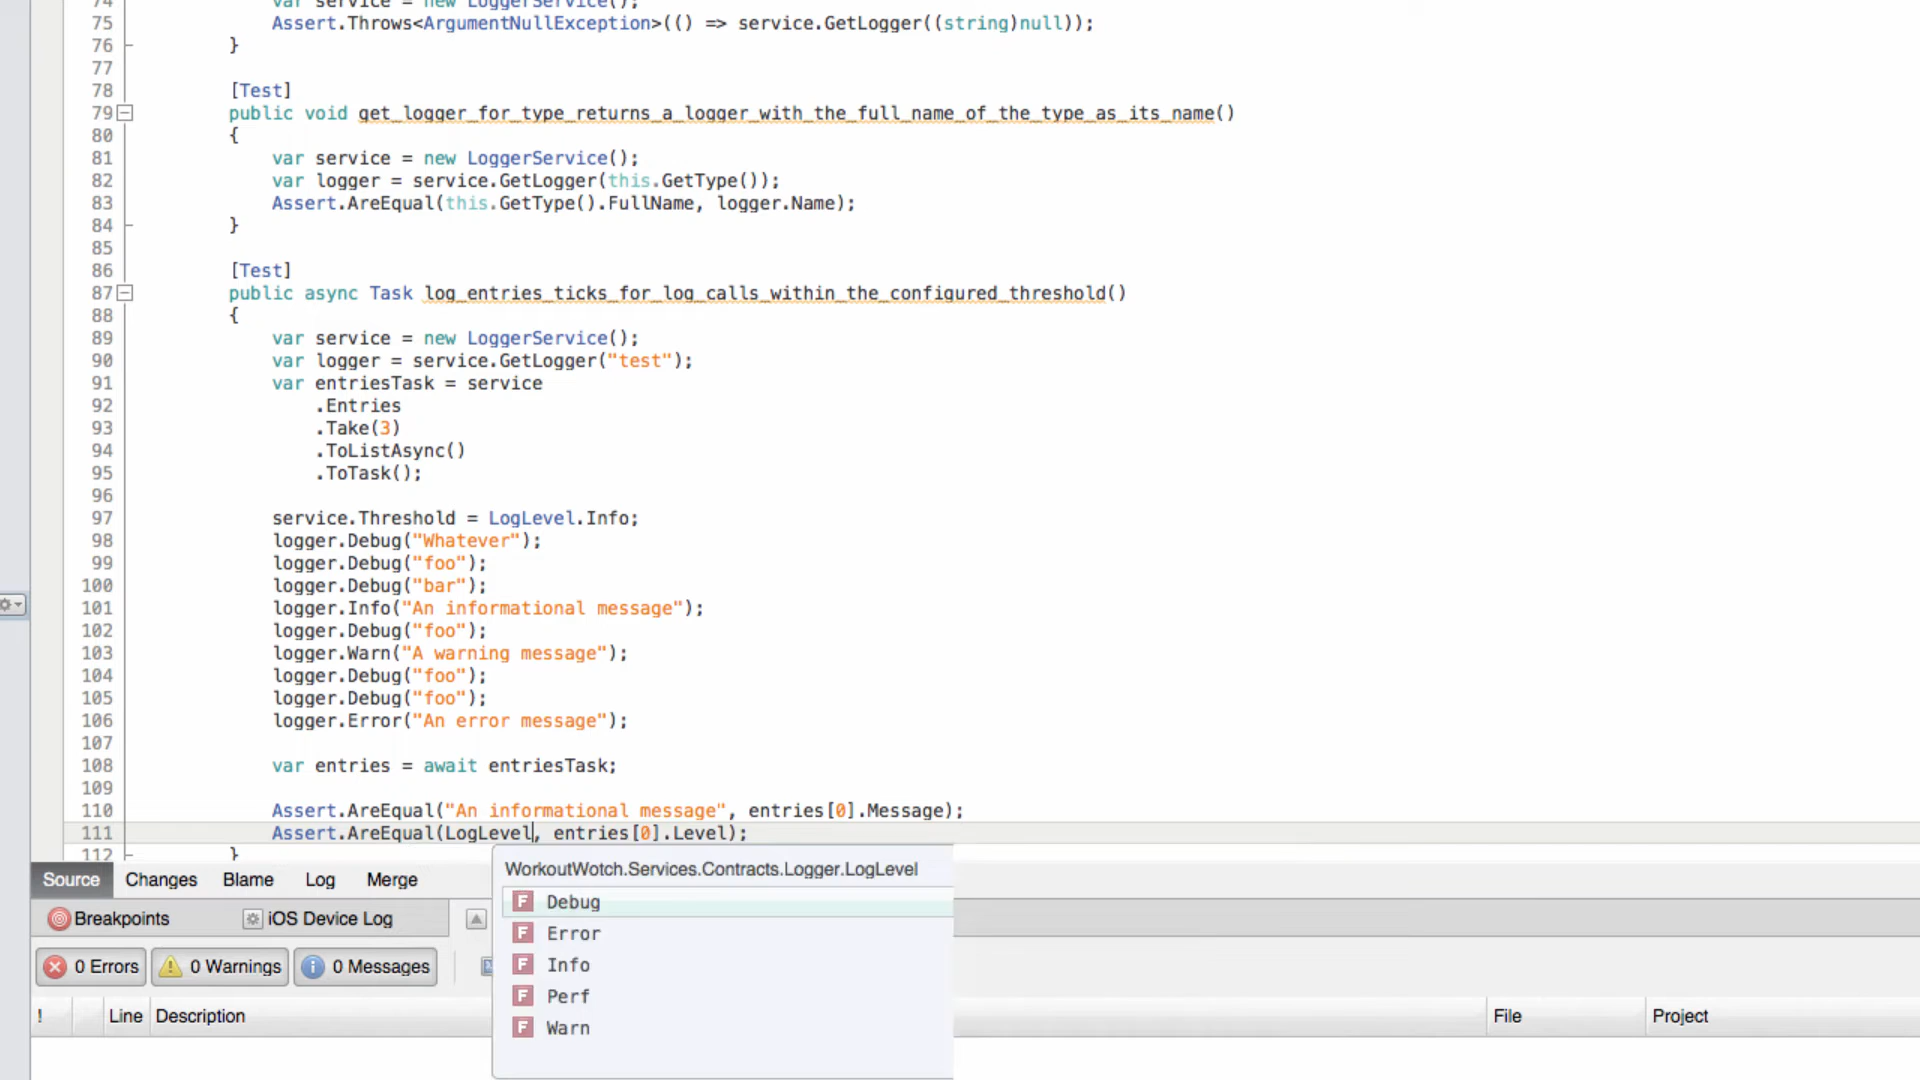 74 var service = new LoggerService();
75 Assert.Throws<ArgumentNullException>(() => service.GetLogger((string)null));
76 }
77
78 [Test]
79 public void get_logger_for_type_returns_a_logger_with_the_full_name_of_the_type_as_its_name()
80 {
81 var service = new LoggerService();
82 var logger = service.GetLogger(this.GetType());
83 Assert.AreEqual(this.GetType().FullName, logger.Name);
84 }
85
86 [Test]
87 public async Task log_entries_ticks_for_log_calls_within_the_configured_threshold()
88 {
89 var service = new LoggerService();
90 var logger = service.GetLogger("test");
91 var entriesTask = service
92 .Entries
93 .Take(3)
94 .ToListAsync()
95 .ToTask();
96
97 service.Threshold = LogLevel.Info;
98 logger.Debug("Whatever");
99 logger.Debug("foo");
100 logger.Debug("bar");
101 logger.Info("An informational message");
102 logger.Debug("foo");
103 logger.Warn("A warning message");
104 logger.Debug("foo");
105 logger.Debug("foo");
106 logger.Error("An error message");
107
108 var entries = await entriesTask;
109
110 Assert.AreEqual("An informational message", entries[0].Message);
111 Assert.AreEqual(LogLevel, entries[0].Level);
112 }
WorkoutWotch.Services.Contracts.Logger.LogLevel
F Debug
F Error
F Info
F Perf
F Warn
Source Changes Blame Log Merge
Breakpoints iOS Device Log
0 Errors 0 Warnings 0 Messages
! Line Description File Project